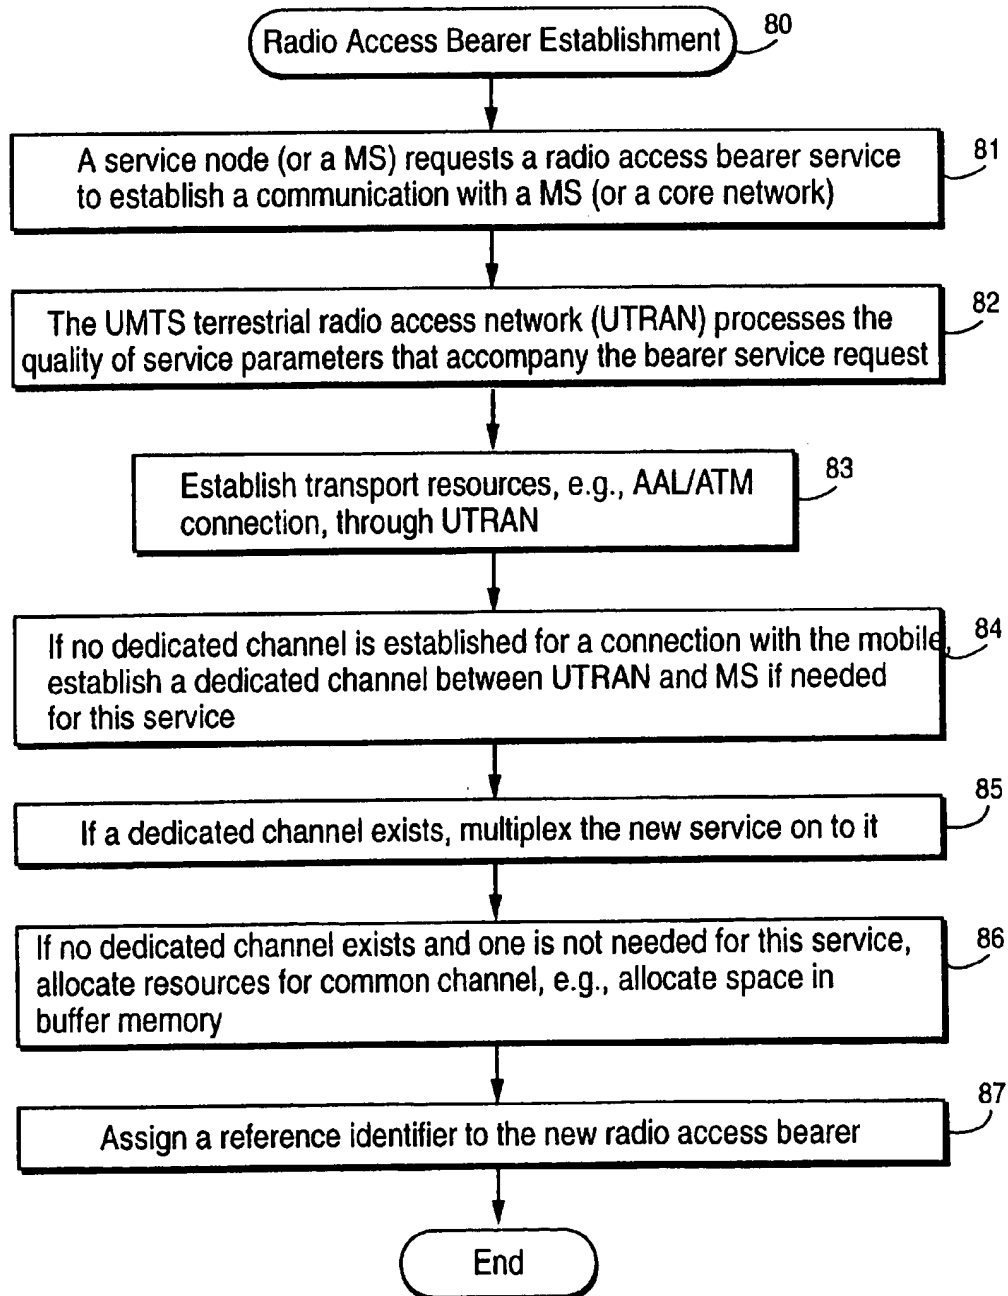 Radio Access Bearer Establishment
80
A service node (or a MS) requests a radio access bearer service
to establish a communication with a MS (or a core network)
81
The UMTS terrestrial radio access network (UTRAN) processes the
quality of service parameters that accompany the bearer service request
82
Establish transport resources, e.g., AAL/ATM
connection, through UTRAN
83
If no dedicated channel is established for a connection with the mobile,
establish a dedicated channel between UTRAN and MS if needed
for this service
84
If a dedicated channel exists, multiplex the new service on to it
85
If no dedicated channel exists and one is not needed for this service,
allocate resources for common channel, e.g., allocate space in
buffer memory
86
Assign a reference identifier to the new radio access bearer
87
End